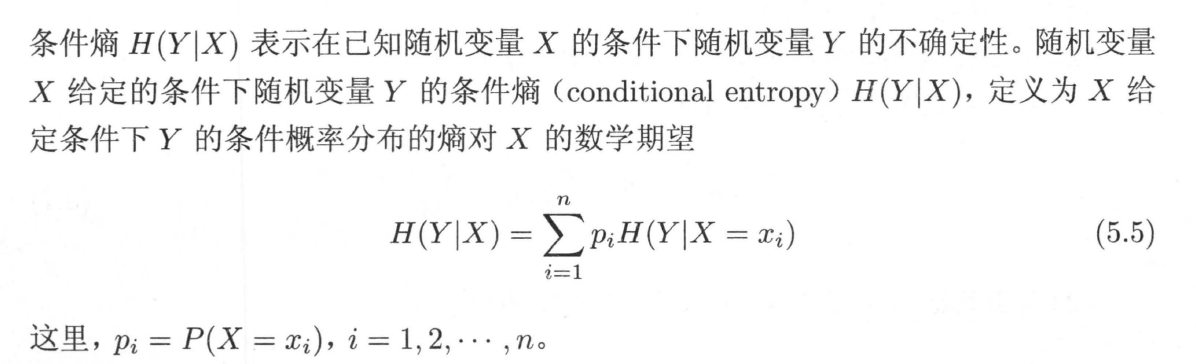 条件熵 H(Y|X) 表示在已知随机变量 X 的条件下随机变量 Y 的不确定性。随机变量
X 给定的条件下随机变量 Y 的条件熵（conditional entropy）H(Y|X)，定义为 X 给
定条件下 Y 的条件概率分布的熵对 X 的数学期望
H(Y|X) = \sum_{i=1}^{n} p_i H(Y|X = x_i) (5.5)
这里，p_i = P(X = x_i)，i = 1, 2, ⋯ , n。